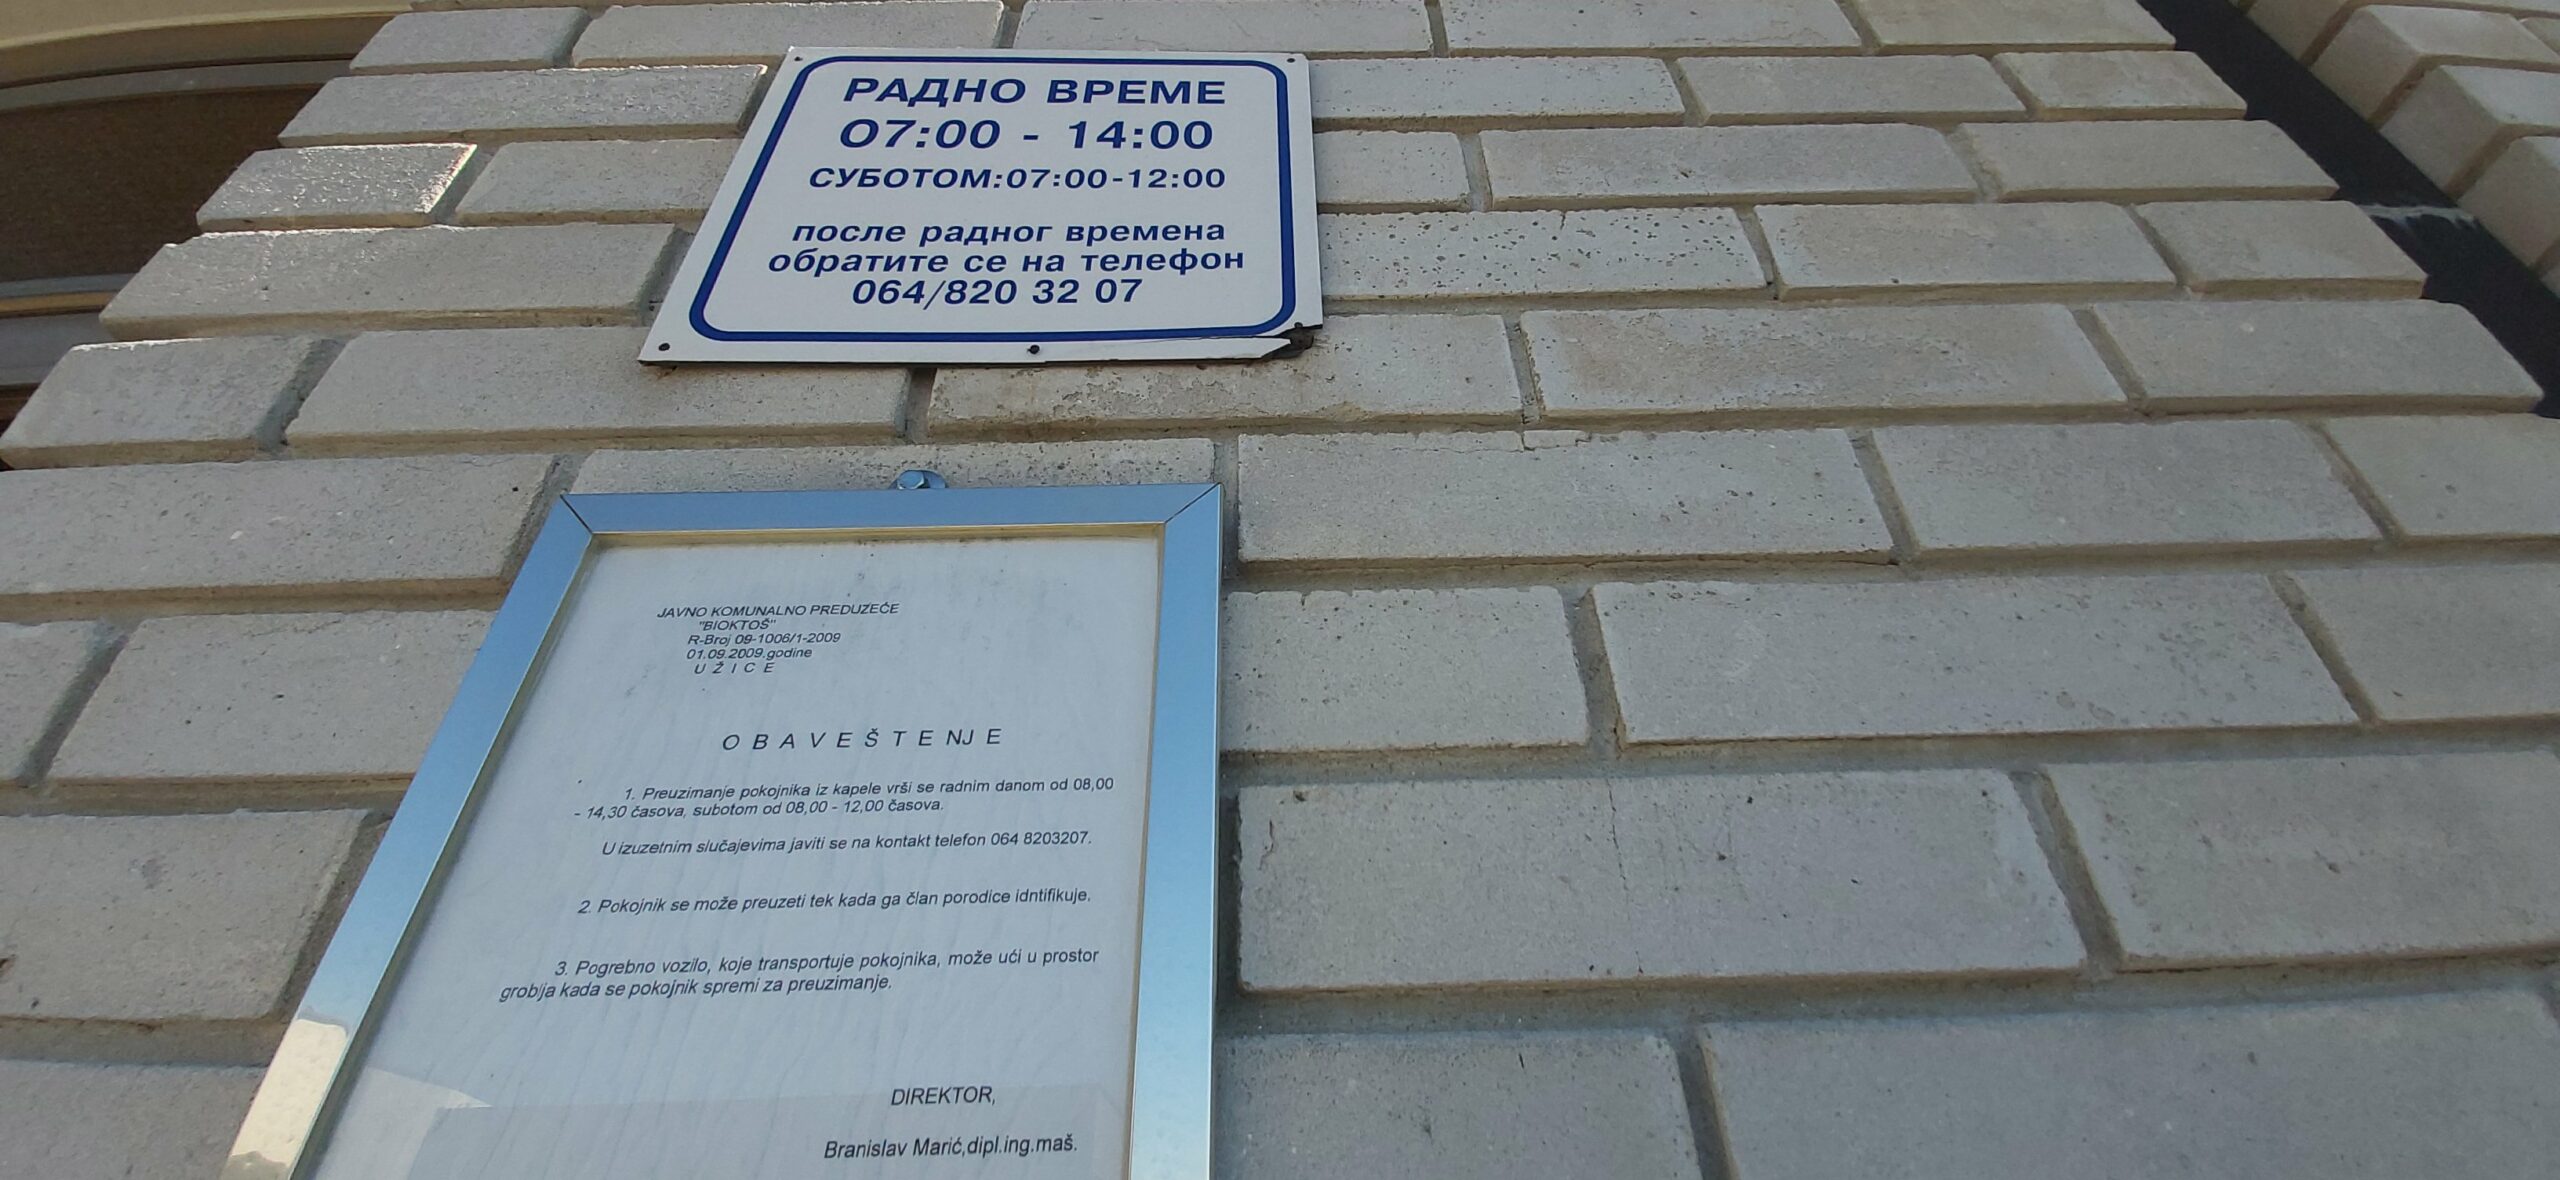 РАДНО ВРЕМЕ
07:00 - 14:00
СУБОТОМ:07:00-12:00
после радног времена
обратите се на телефон
064/820 32 07
JAVNO KOMUNALNO PREDUZEĆE
"BIOKTOŠ"
R-Broj 09-1006/1-2009
01.09.2009.godine
U Ž I C E
O B A V E Š T E NJ E
1. Preuzimanje pokojnika iz kapele vrši se radnim danom od 08,00
- 14,30 časova, subotom od 08,00 - 12,00 časova.
U izuzetnim slučajevima javiti se na kontakt telefon 064 8203207.
2. Pokojnik se može preuzeti tek kada ga član porodice idntifikuje.
3. Pogrebno vozilo, koje transportuje pokojnika, može ući u prostor
groblja kada se pokojnik spremi za preuzimanje.
DIREKTOR,
Branislav Marić,dipl.ing.maš.